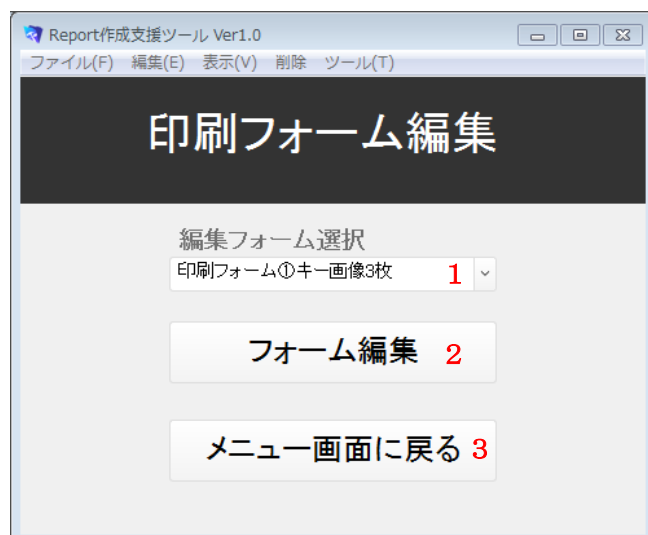 Report作成支援ツール Ver1.0
ファイル(F) 編集(E) 表示(V) 削除 ツール(T)
印刷フォーム編集
編集フォーム選択
印刷フォーム①キー画像3枚 1
フォーム編集 2
メニュー画面に戻る 3